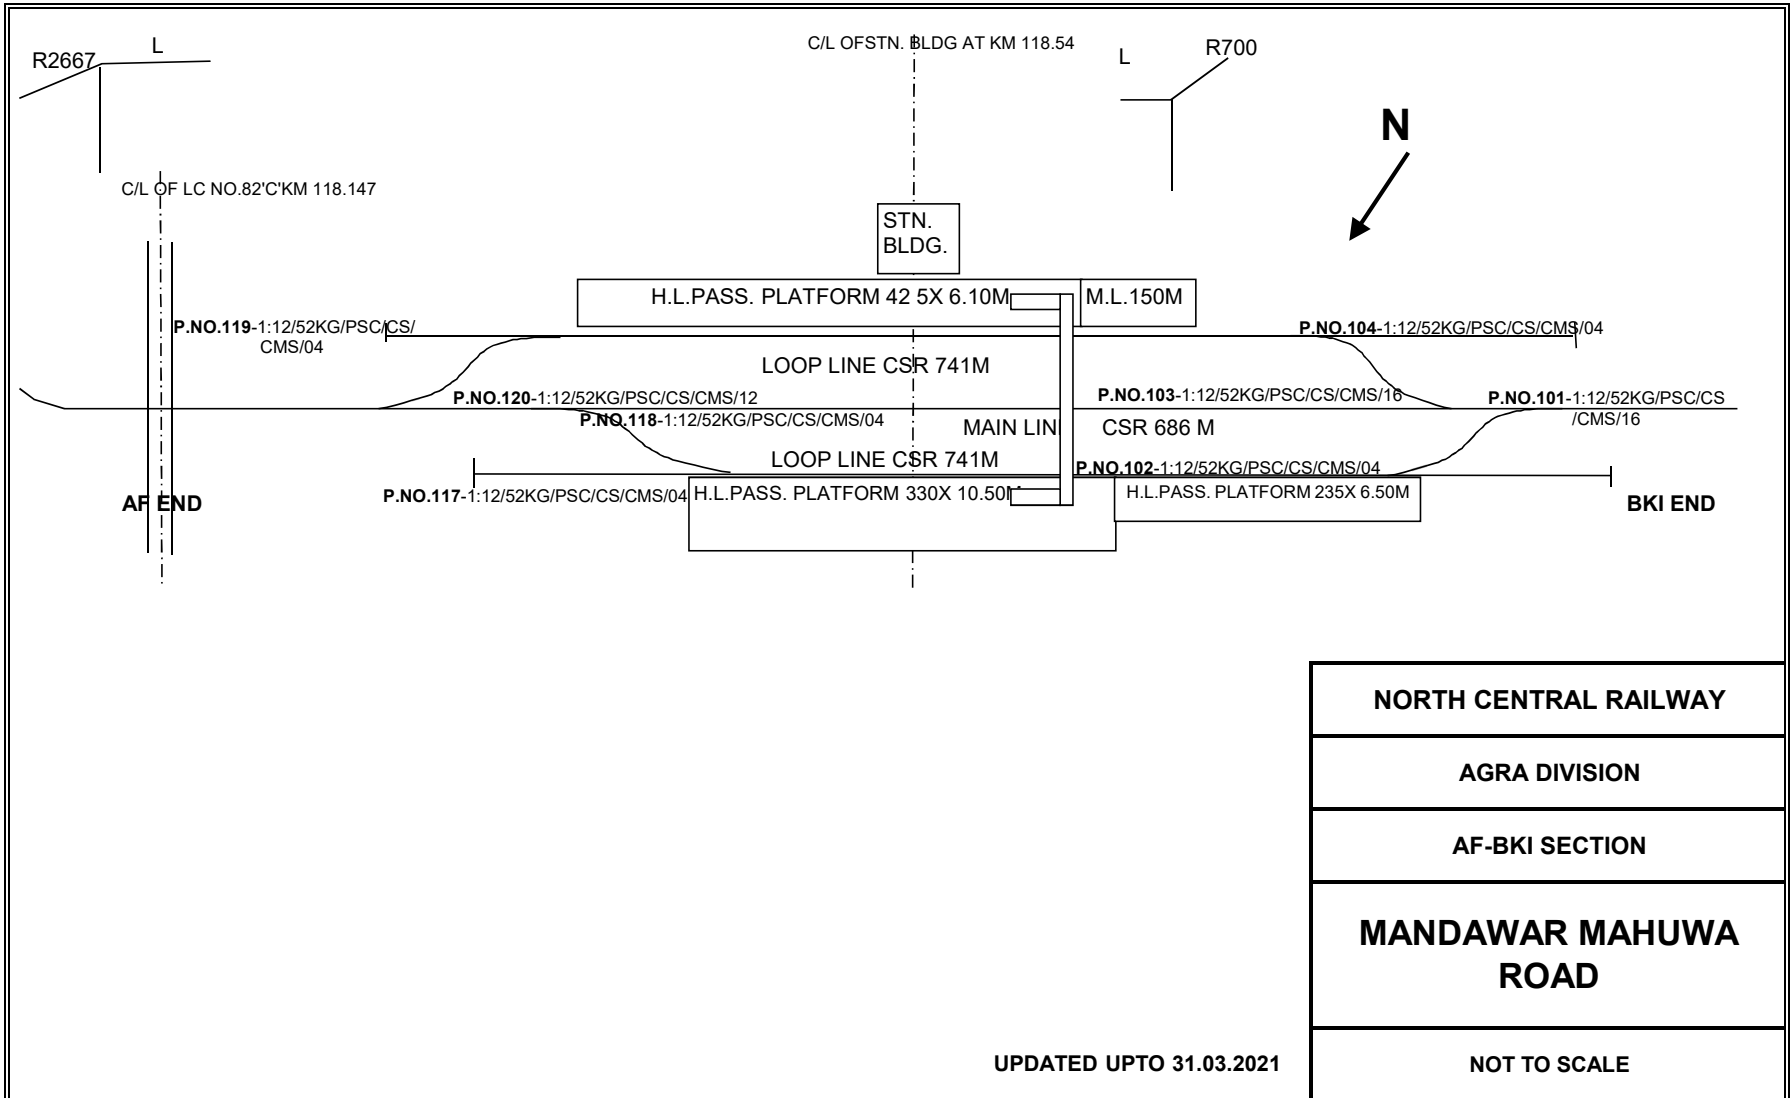 C/L OFSTN. BLDG AT KM 118.54
L
R2667
L
R700
N
C/L OF LC NO.82'C'KM 118.147
STN.
BLDG.
H.L.PASS. PLATFORM 42 5X 6.10M
M.L.150M
P.NO.119-1:12/52KG/PSC/CS/
CMS/04
P.NO.104-1:12/52KG/PSC/CS/CMS/04
LOOP LINE CSR 741M
P.NO.120-1:12/52KG/PSC/CS/CMS/12
P.NO.103-1:12/52KG/PSC/CS/CMS/16
P.NO.101-1:12/52KG/PSC/CS
/CMS/16
P.NO.118-1:12/52KG/PSC/CS/CMS/04
MAIN LIN CSR 686 M
LOOP LINE CSR 741M
P.NO.102-1:12/52KG/PSC/CS/CMS/04
P.NO.117-1:12/52KG/PSC/CS/CMS/04
H.L.PASS. PLATFORM 330X 10.50M
H.L.PASS. PLATFORM 235X 6.50M
AF END
BKI END
NORTH CENTRAL RAILWAY
AGRA DIVISION
AF-BKI SECTION
MANDAWAR MAHUWA
ROAD
UPDATED UPTO 31.03.2021
NOT TO SCALE